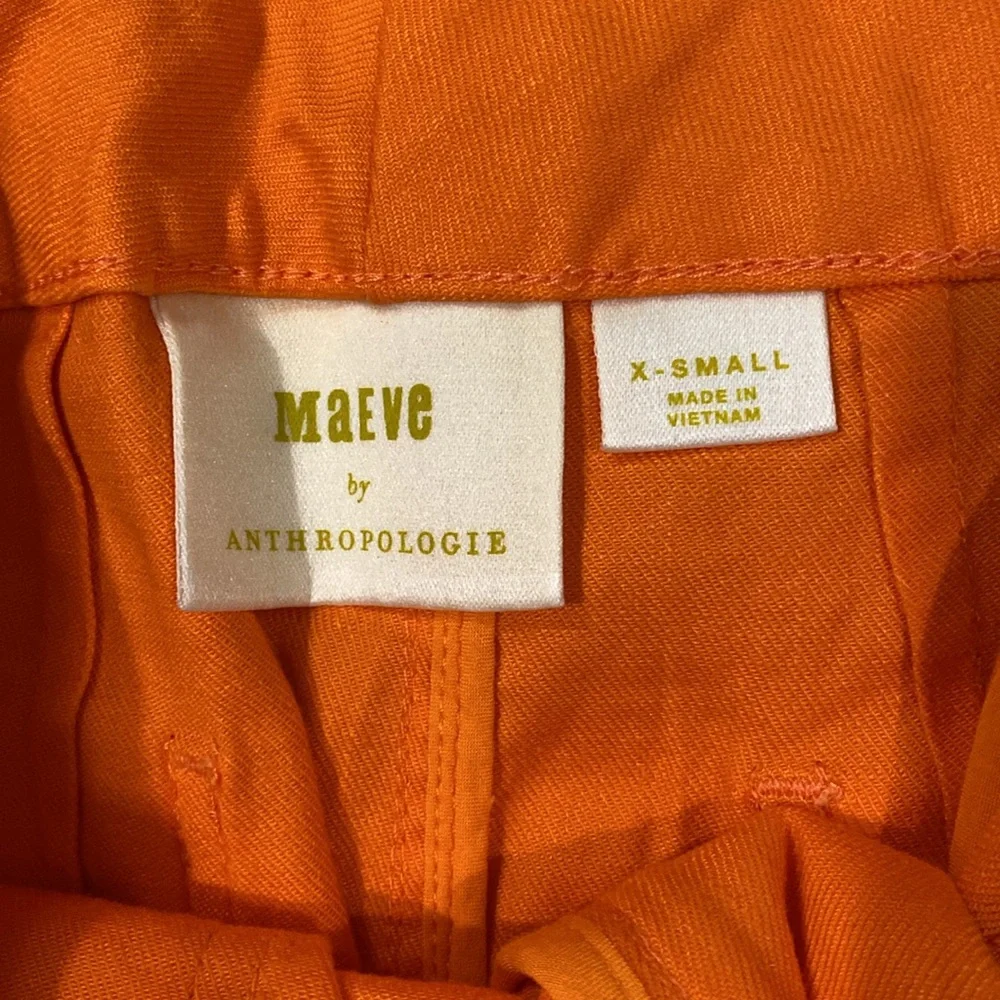 MaEVe
by
ANTHROPOLOGIE
X-SMALL
MADE IN
VIETNAM